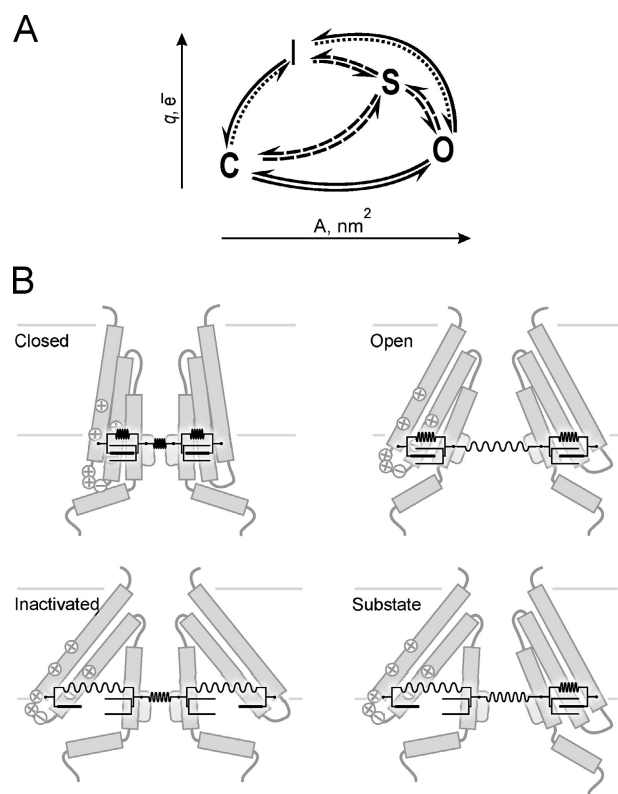 A
q, e̅
I
S
C
O
A, nm²
B
Closed
Open
Inactivated
Substate